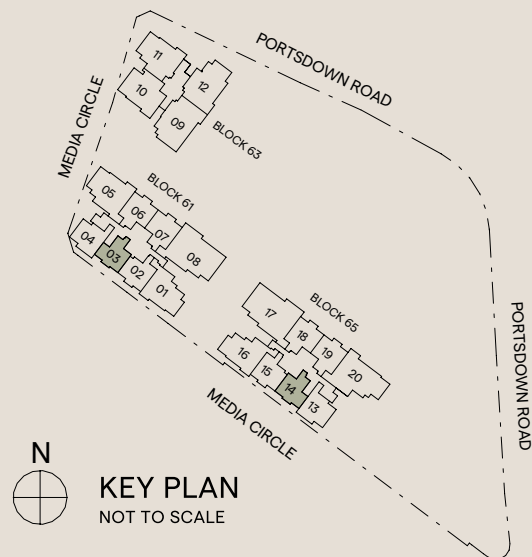 PORTSDOWN ROAD
MEDIA CIRCLE
11
12
10
09
BLOCK 63
BLOCK 61
05
06
07
08
04
03
02
01
BLOCK 65
17
18
19
20
16
15
14
13
PORTSDOWN ROAD
MEDIA CIRCLE
N
KEY PLAN
NOT TO SCALE